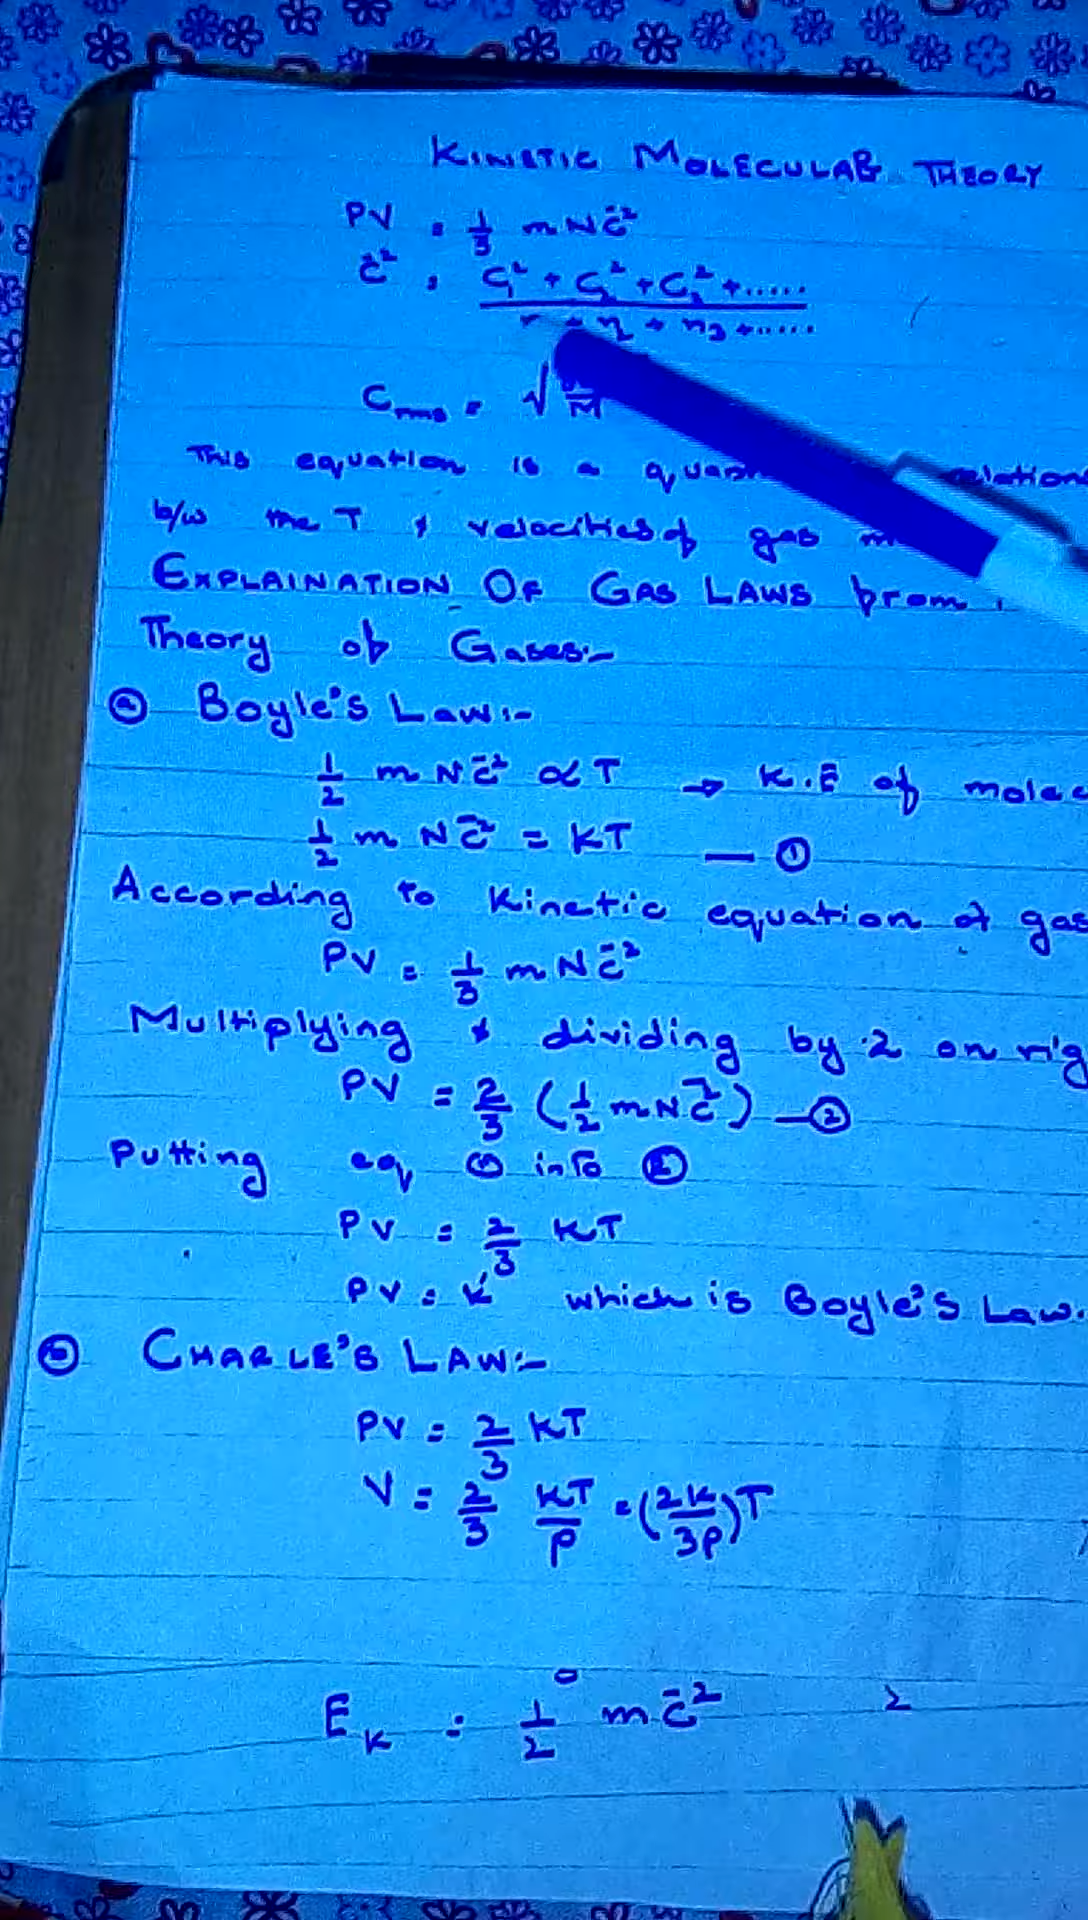 KINETIC MOLECULAR THEORY
PV = 1/3 mNc̄²
c̄² = C₁² + C₂² + C₃² + ..... / + n₂ + n₃ + .....
Crms = √ /M
This equation is a
b/w the T & velocities of gas
EXPLAINATION OF GAS LAWS from
Theory of Gases:-
ⓐ Boyle's Law:-
1/2 mNc̄² ∝ T → K.E of
1/2 mNc̄² = KT — ①
According to Kinetic equation of
PV = 1/3 mNc̄²
Multiplying & dividing by 2 on
PV = 2/3 (1/2 mNc̄²) — ②
Putting eq ① into ②
PV = 2/3 KT
PV = K' which is Boyle's Law.
ⓑ CHARLE'S LAW:-
PV = 2/3 KT
V = 2/3 KT/P = (2K/3P)T
E_K = 1/2 mc̄² 2